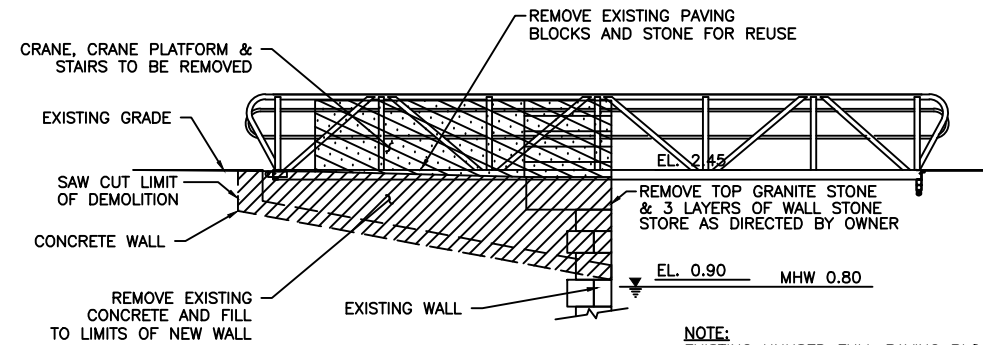 REMOVE EXISTING PAVING
BLOCKS AND STONE FOR REUSE
CRANE, CRANE PLATFORM &
STAIRS TO BE REMOVED
EXISTING GRADE
EL. 2.45
SAW CUT LIMIT
OF DEMOLITION
REMOVE TOP GRANITE STONE
& 3 LAYERS OF WALL STONE
STORE AS DIRECTED BY OWNER
CONCRETE WALL
EL. 0.90
MHW 0.80
REMOVE EXISTING
CONCRETE AND FILL
TO LIMITS OF NEW WALL
EXISTING WALL
NOTE: